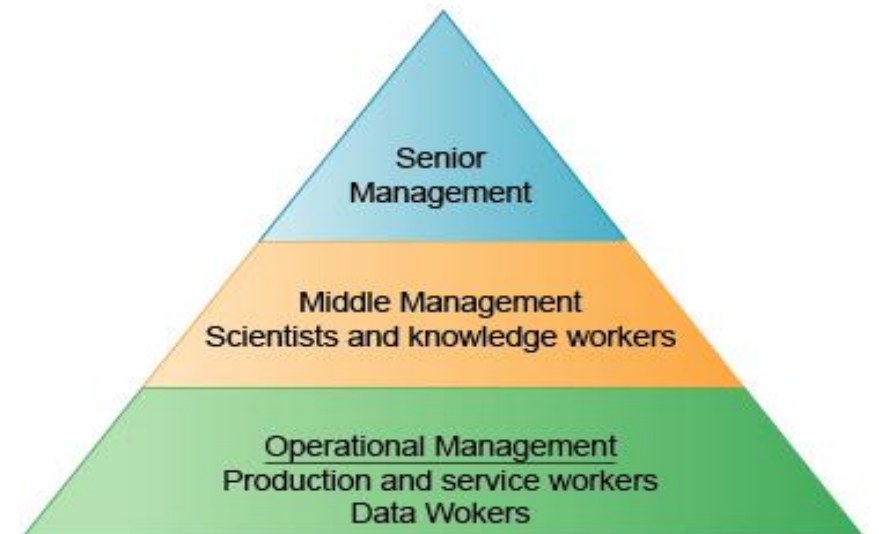 Senior
Management
Middle Management
Scientists and knowledge workers
Operational Management
Production and service workers
Data Wokers